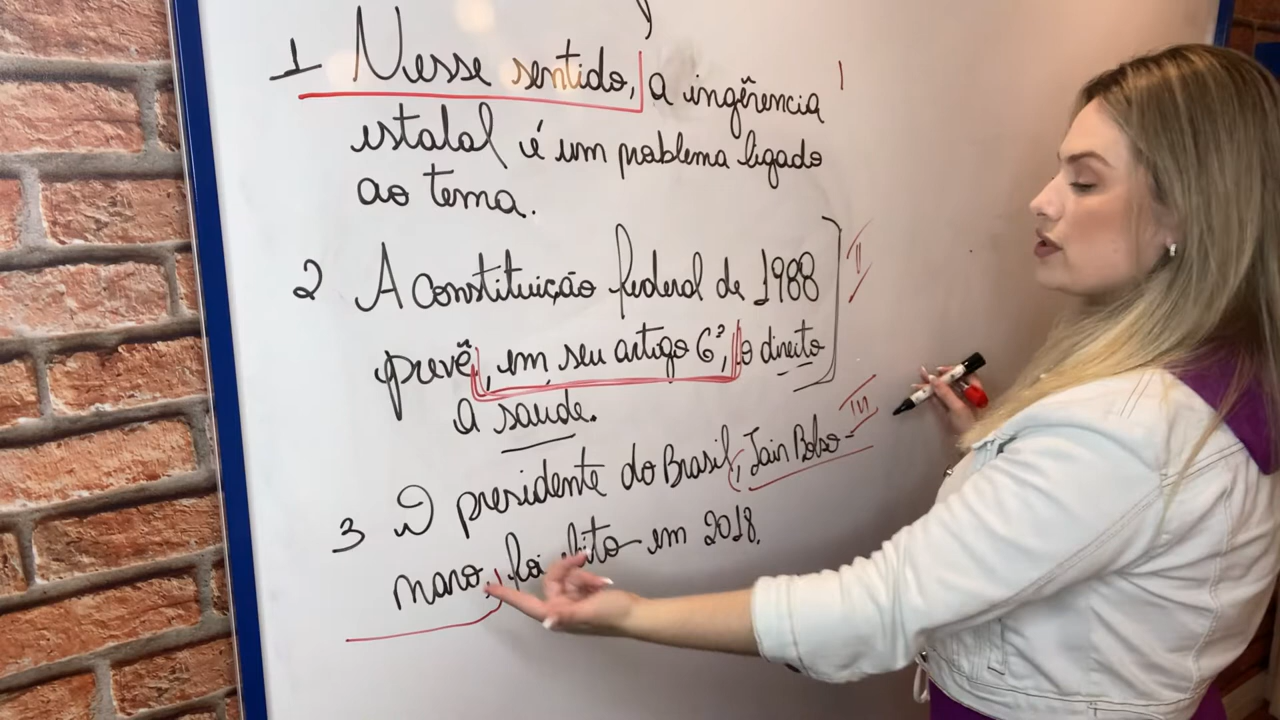 1 Nesse sentido, a ingêrencia
estatal é um problema ligado
ao tema.
2 A Constituição federal de 1988
prevê, em seu artigo 6º, o direito
a saúde.
3 O presidente do Brasil, Jair Bolso-
naro, foi eleito em 2018.